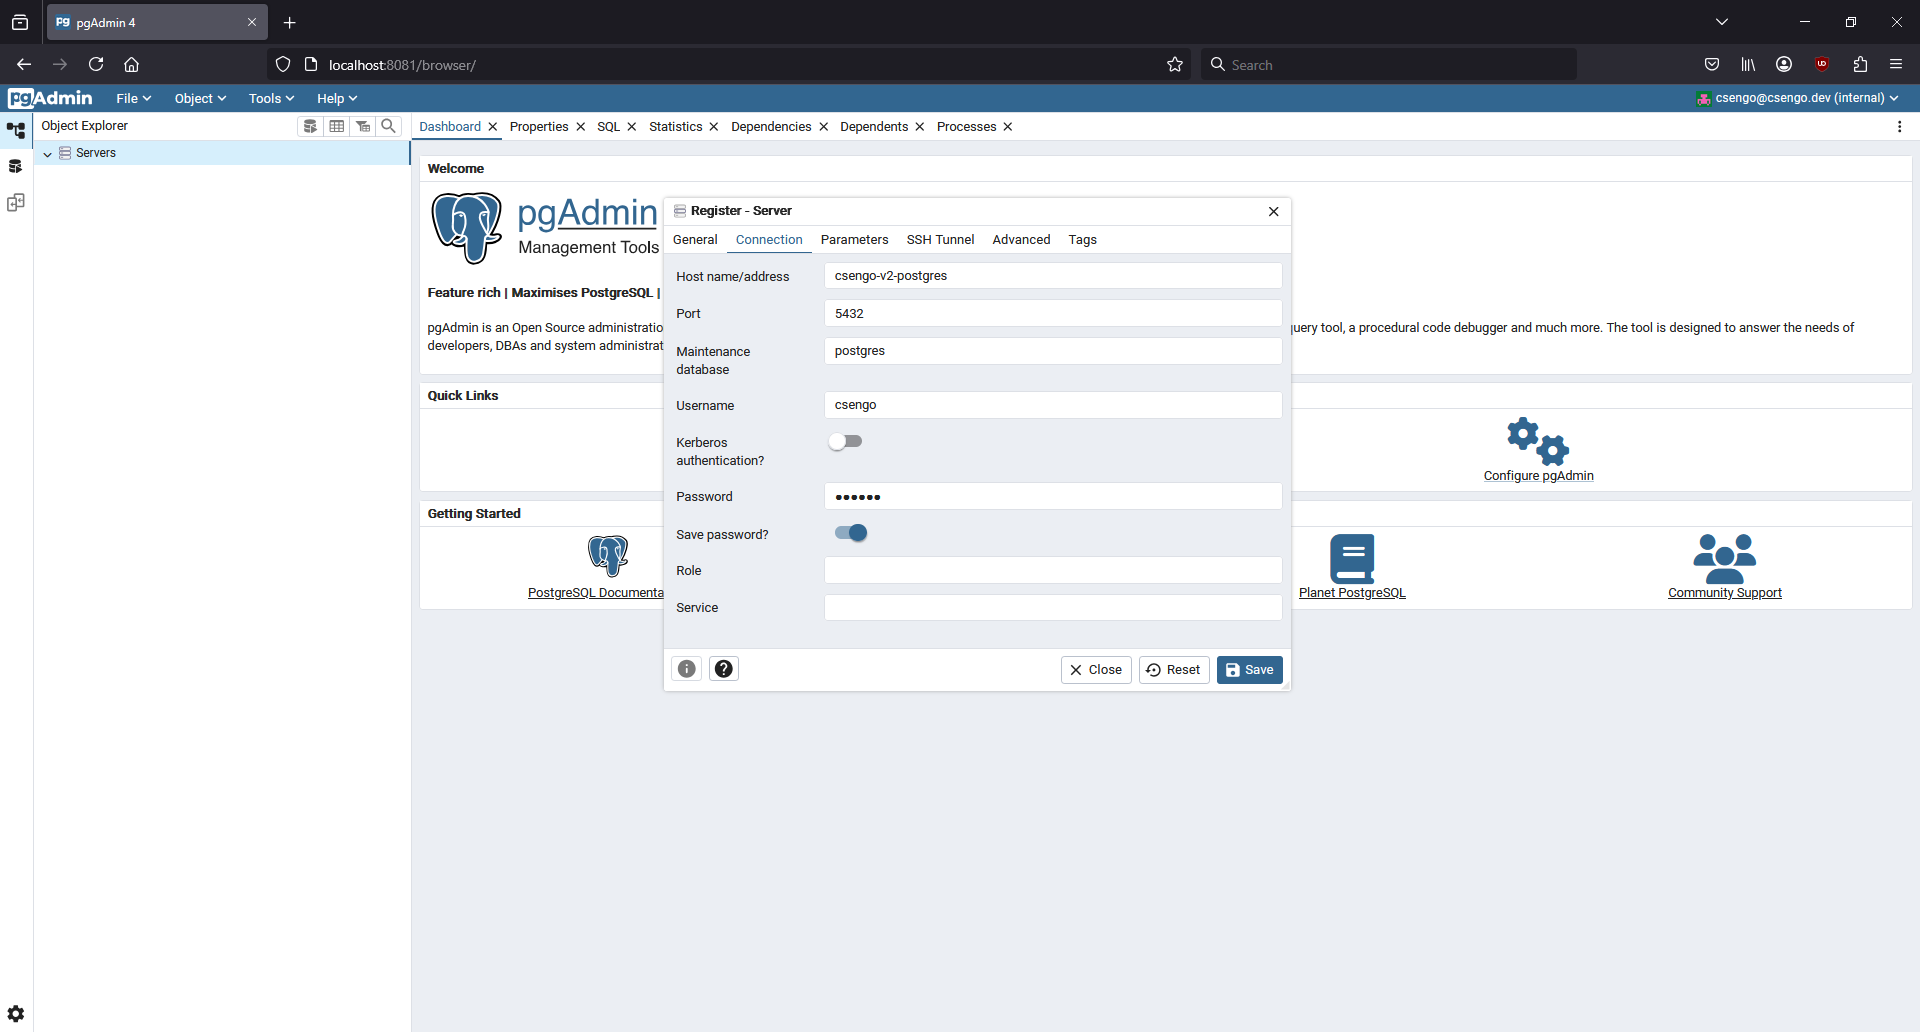 pgAdmin 4
localhost:8081/browser/
Search
pgAdmin
File
Object
Tools
Help
csengo@csengo.dev (internal)
Object Explorer
Dashboard
Properties
SQL
Statistics
Dependencies
Dependents
Processes
Servers
Welcome
pgAdmin
Management Tools
Feature rich | Maximises PostgreSQL |
pgAdmin is an Open Source administratio
query tool, a procedural code debugger and much more. The tool is designed to answer the needs of
developers, DBAs and system administrat
Quick Links
Configure pgAdmin
Getting Started
PostgreSQL Documenta
Planet PostgreSQL
Community Support
Register - Server
General
Connection
Parameters
SSH Tunnel
Advanced
Tags
Host name/address
csengo-v2-postgres
Port
5432
Maintenance
database
postgres
Username
csengo
Kerberos
authentication?
Password
••••••
Save password?
Role
Service
Close
Reset
Save